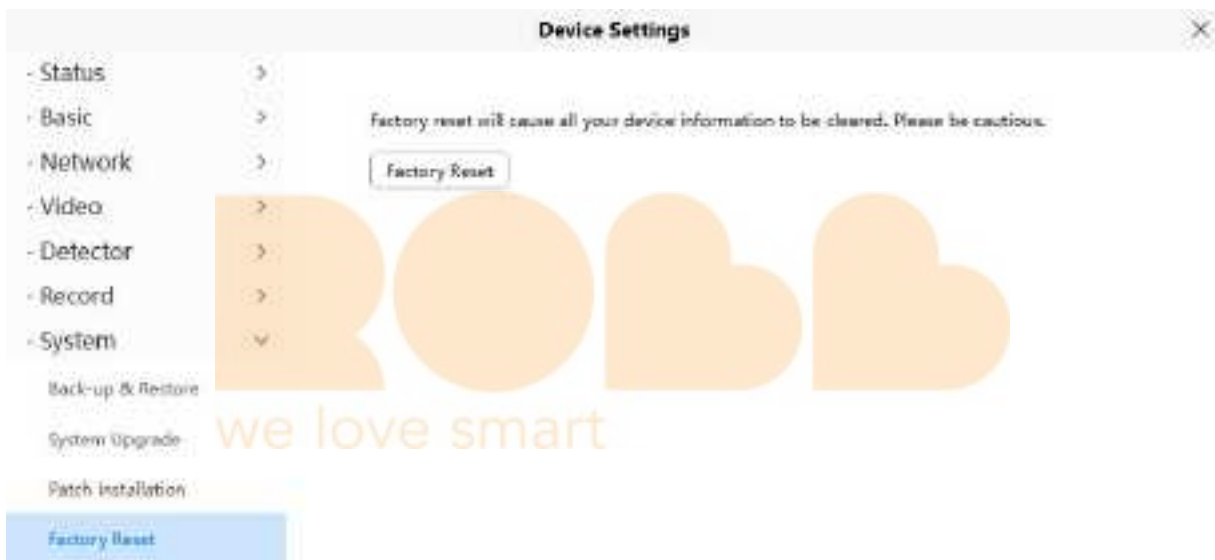 Device Settings
- Status
- Basic
- Network
- Video
- Detector
- Record
- System
Back-up & Restore
System Upgrade
Patch Installation
Factory Reset
Factory reset will cause all your device information to be cleared. Please be cautious.
Factory Reset
ROBB
we love smart